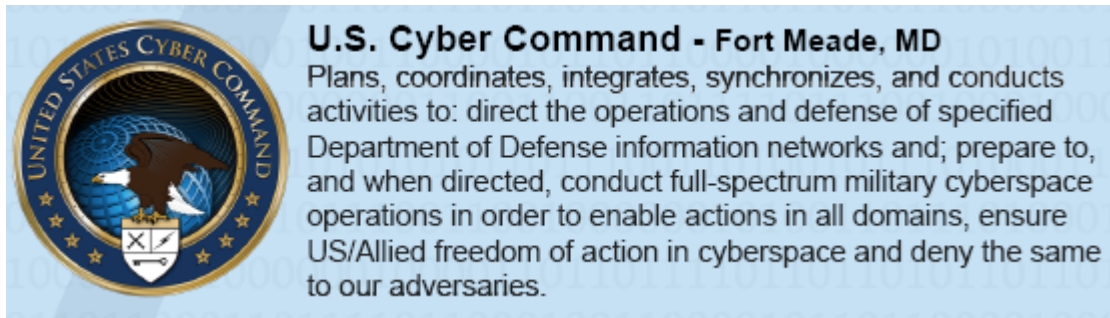 UNITED STATES CYBER COMMAND
U.S. Cyber Command - Fort Meade, MD
Plans, coordinates, integrates, synchronizes, and conducts
activities to: direct the operations and defense of specified
Department of Defense information networks and; prepare to,
and when directed, conduct full-spectrum military cyberspace
operations in order to enable actions in all domains, ensure
US/Allied freedom of action in cyberspace and deny the same
to our adversaries.